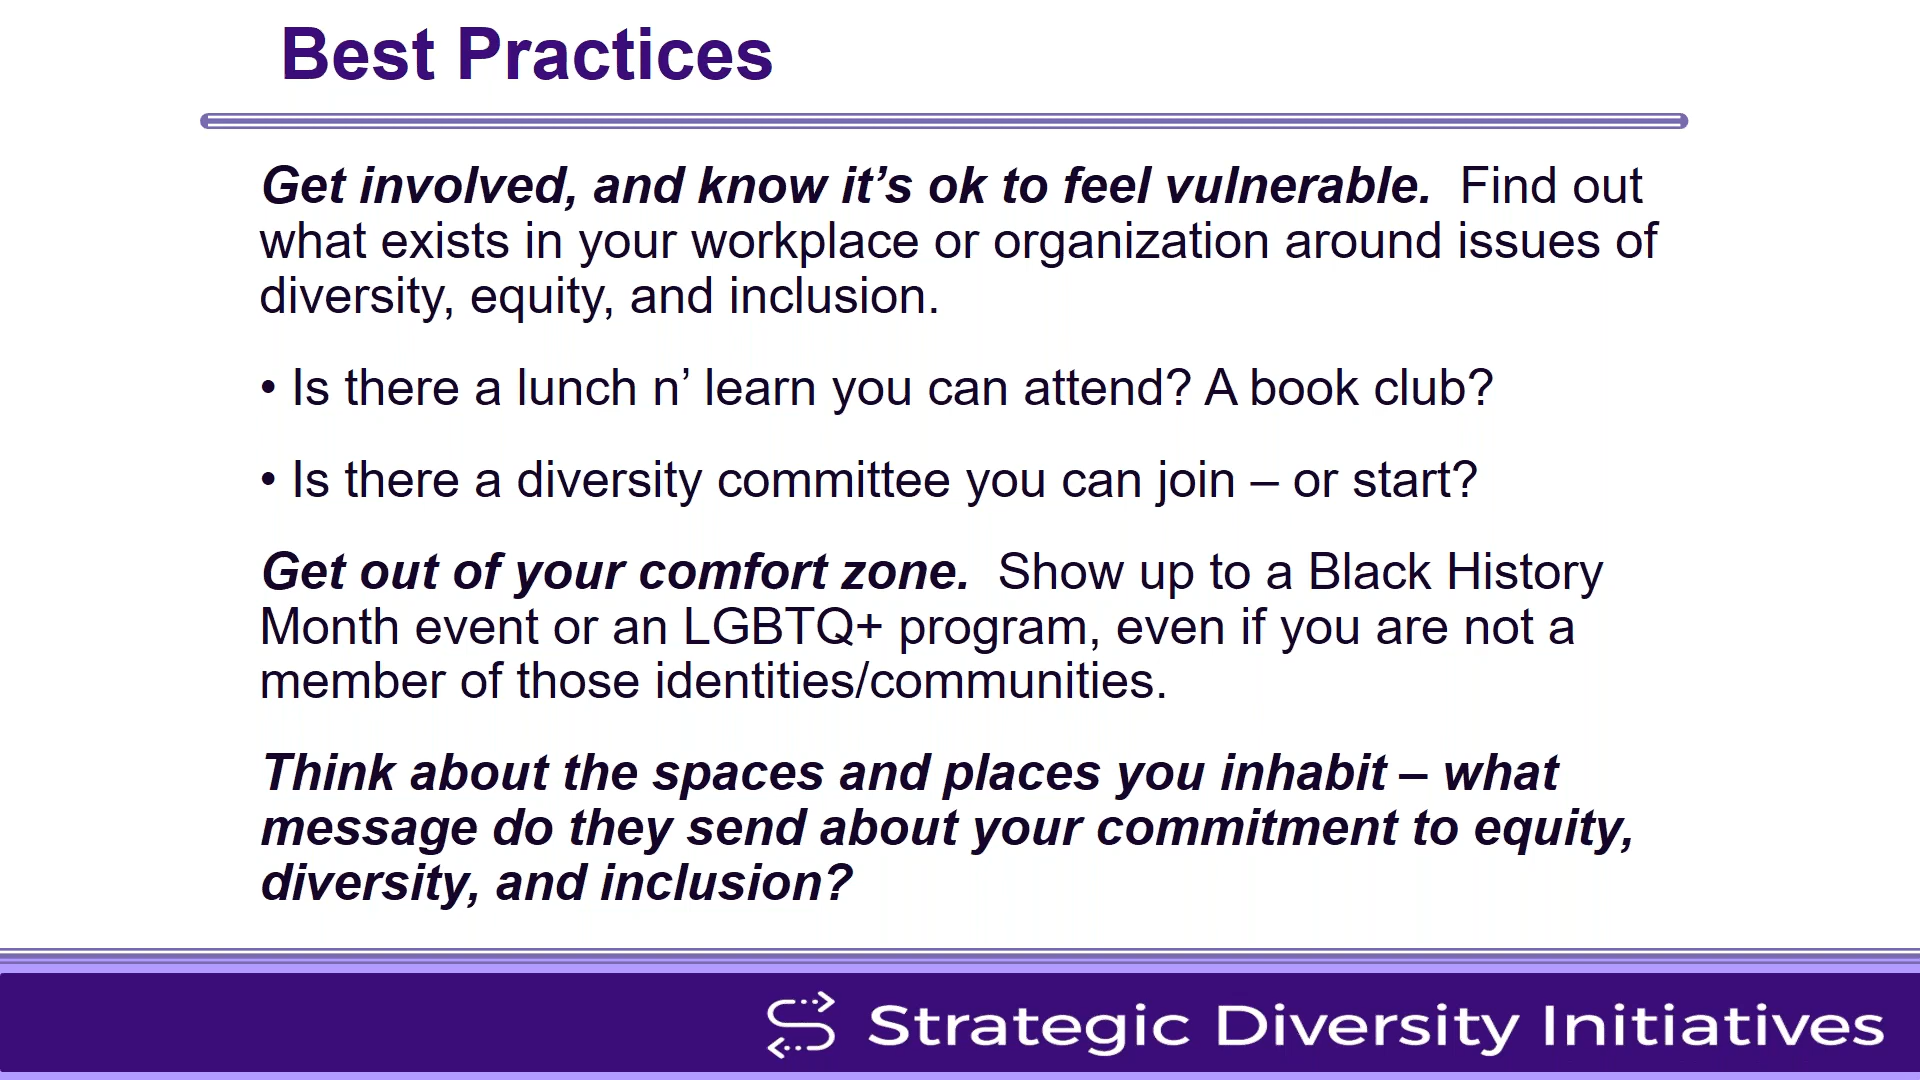 Best Practices
Get involved, and know it’s ok to feel vulnerable.  Find out
what exists in your workplace or organization around issues of
diversity, equity, and inclusion.
• Is there a lunch n’ learn you can attend? A book club?
• Is there a diversity committee you can join – or start?
Get out of your comfort zone.  Show up to a Black History
Month event or an LGBTQ+ program, even if you are not a
member of those identities/communities.
Think about the spaces and places you inhabit – what
message do they send about your commitment to equity,
diversity, and inclusion?
Strategic Diversity Initiatives